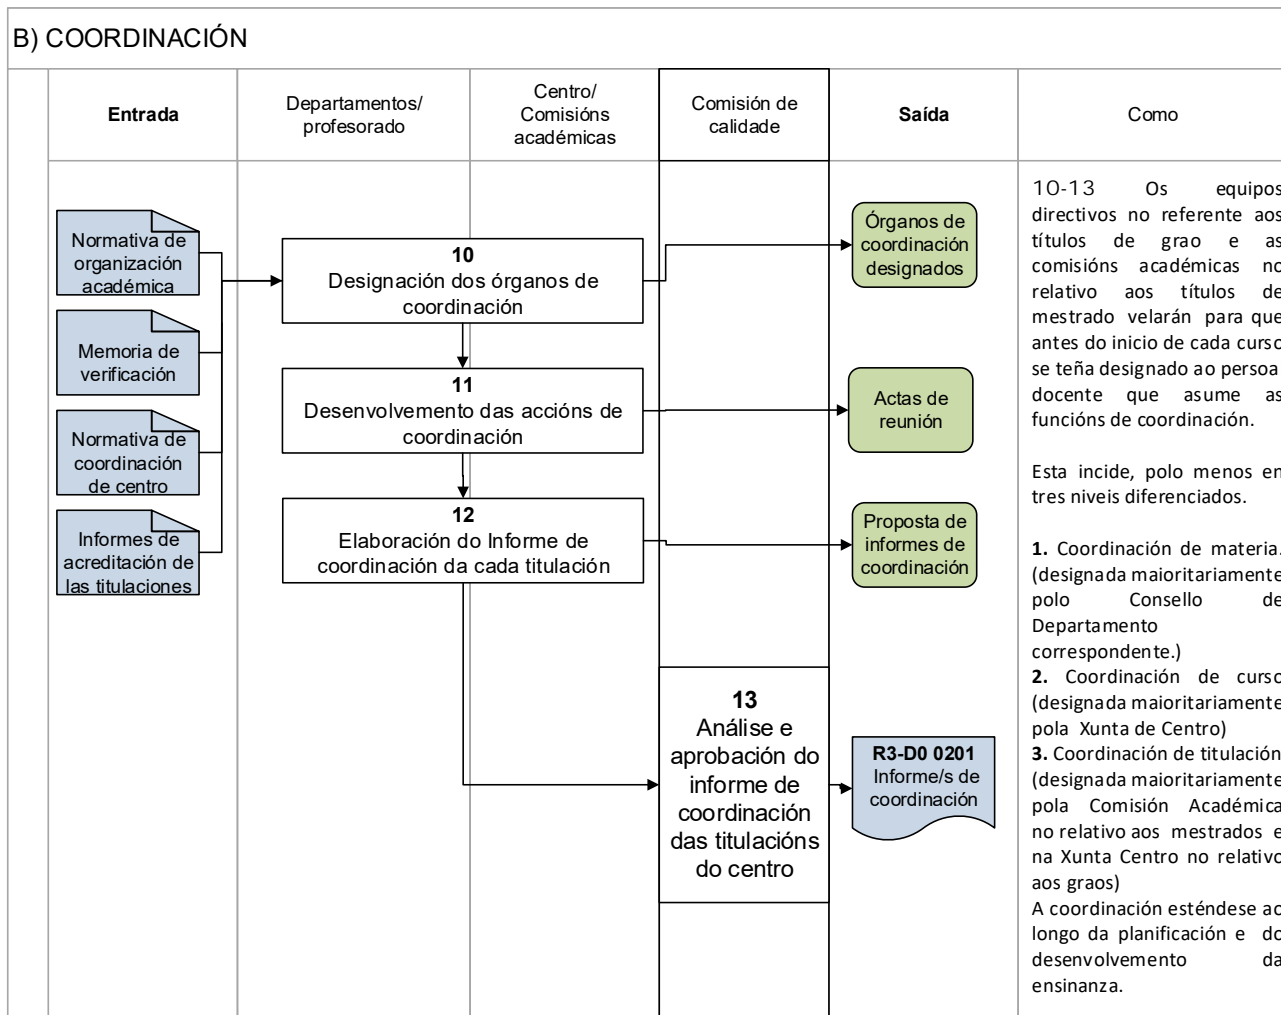 B) COORDINACIÓN
Entrada
Departamentos/
profesorado
Centro/
Comisións
académicas
Comisión de
calidade
Saída
Como
Normativa de
organización
académica
Memoria de
verificación
Normativa de
coordinación
de centro
Informes de
acreditación de
las titulaciones
10
Designación dos órganos de
coordinación
11
Desenvolvemento das accións de
coordinación
12
Elaboración do Informe de
coordinación da cada titulación
13
Análise e
aprobación do
informe de
coordinación
das titulacións
do centro
Órganos de
coordinación
designados
Actas de
reunión
Proposta de
informes de
coordinación
R3-D0 0201
Informe/s de
coordinación
10-13 Os equipos
directivos no referente aos
títulos de grao e as
comisións académicas no
relativo aos títulos de
mestrado velarán para que
antes do inicio de cada curso
se teña designado ao persoa
docente que asume as
funcións de coordinación.
Esta incide, polo menos en
tres niveis diferenciados.
1. Coordinación de materia.
(designada maioritariamente
polo Consello de
Departamento
correspondente.)
2. Coordinación de curso
(designada maioritariamente
pola Xunta de Centro)
3. Coordinación de titulación
(designada maioritariamente
pola Comisión Académica
no relativo aos mestrados e
na Xunta Centro no relativo
aos graos)
A coordinación esténdese ao
longo da planificación e do
desenvolvemento da
ensinanza.